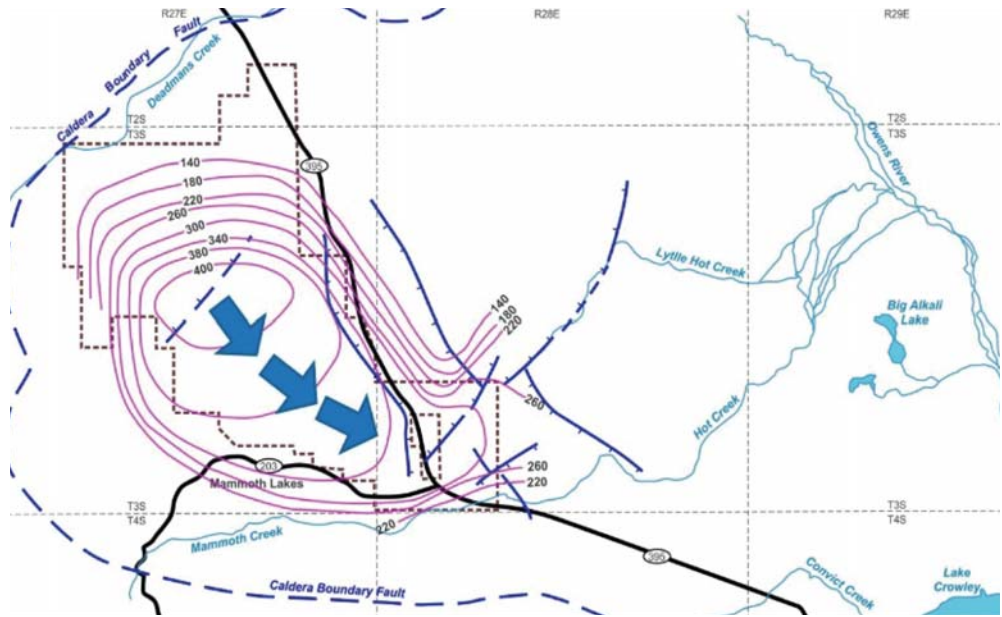 R27E
R28E
R29E
Caldera Boundary Fault
Deadmans Creek
T2S
T3S
T2S
T3S
395
Owens River
140
180
220
260
300
340
380
400
Lytlle Hot Creek
140
180
220
Big Alkali
Lake
260
Hot Creek
203
Mammoth Lakes
260
220
T3S
T4S
T3S
T4S
220
Mammoth Creek
395
Convict Creek
Lake
Crowley
Caldera Boundary Fault